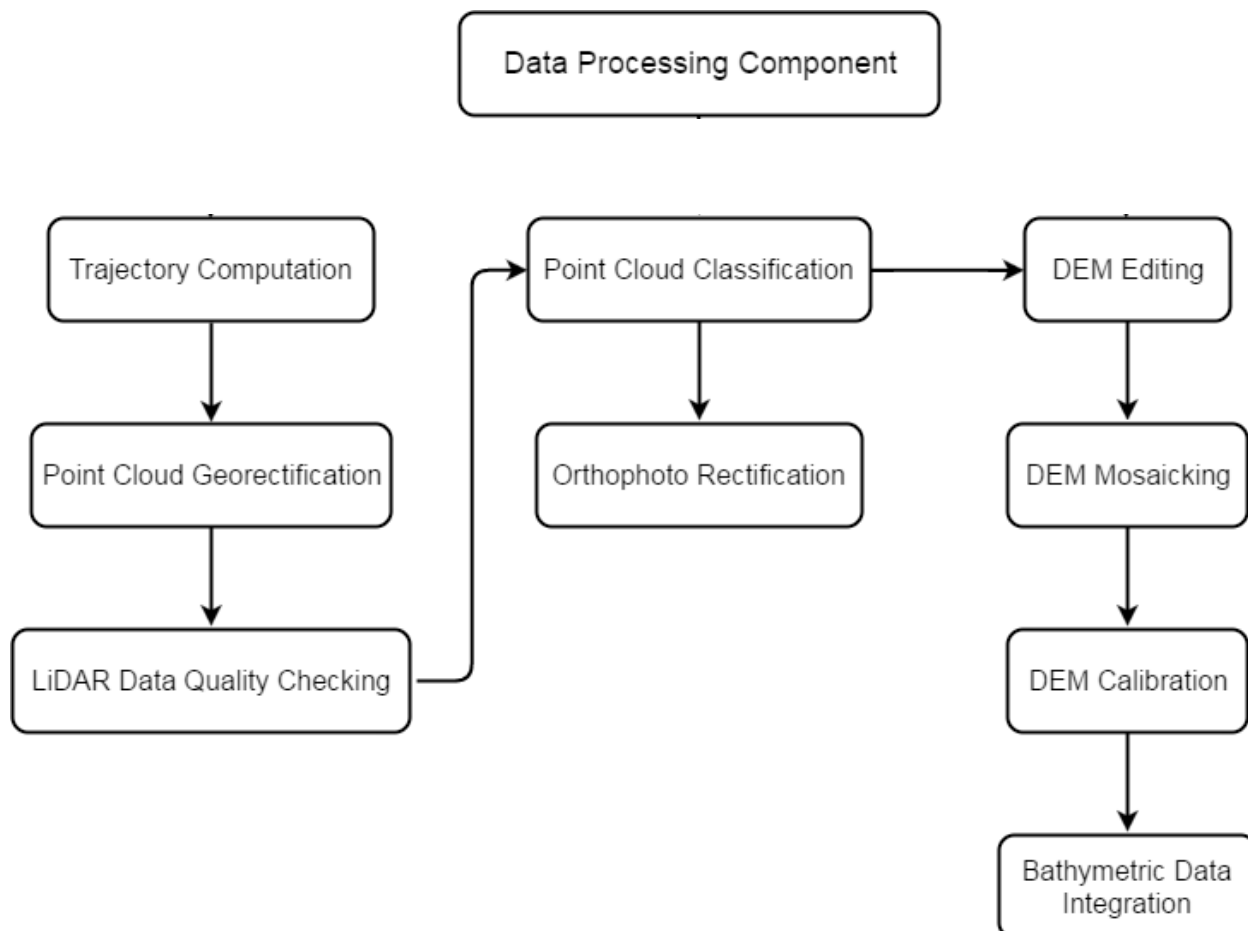 Data Processing Component
Trajectory Computation
Point Cloud Classification
DEM Editing
Point Cloud Georectification
Orthophoto Rectification
DEM Mosaicking
LiDAR Data Quality Checking
DEM Calibration
Bathymetric Data
Integration